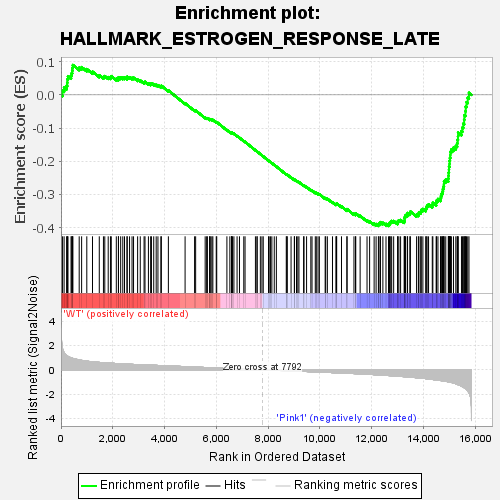 Enrichment plot:
HALLMARK_ESTROGEN_RESPONSE_LATE
Enrichment score (ES)
0.1
0.0
-0.1
-0.2
-0.3
-0.4
'WT' (positively correlated)
Ranked list metric (Signal2Noise)
4
2
0
-2
-4
Zero cross at 7792
'Pink1' (negatively correlated)
0
2,000
4,000
6,000
8,000
10,000
12,000
14,000
16,000
Rank in Ordered Dataset
Enrichment profile
Hits
Ranking metric scores